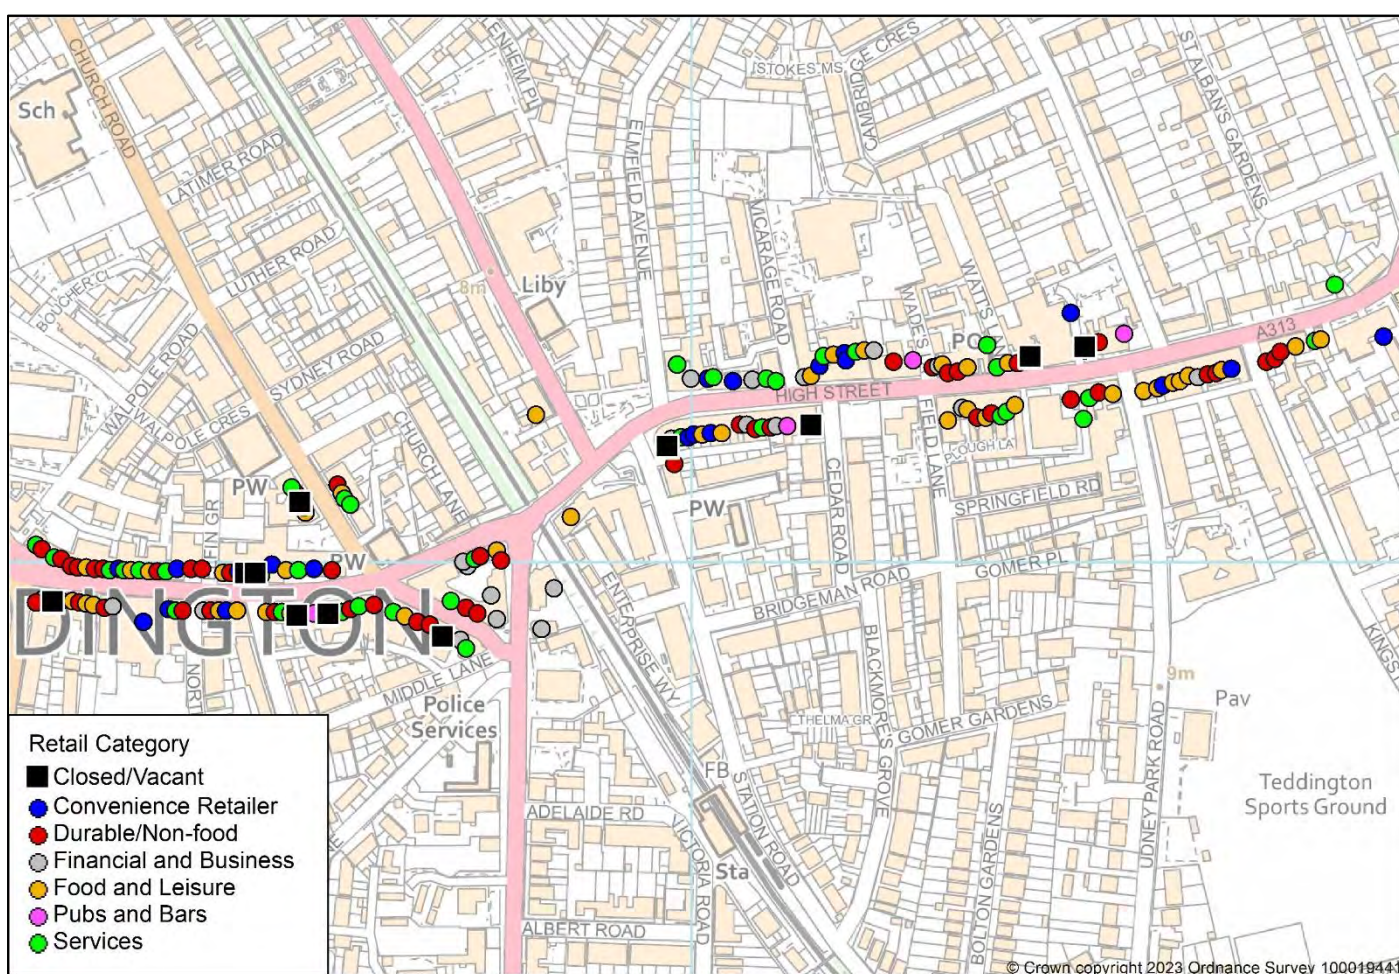 Sch
CHURCH ROAD
LATIMER ROAD
LUTHER ROAD
BOUCHER CL
WALPOLE ROAD
SYDNEY ROAD
WALPOLE CRES
CHURCH LANE
PW
8m
Liby
ELMFIELD AVENUE
STOKES MS
CAMBRIDGE CRES
ST ALBAN'S GARDENS
PO
A313
HIGH STREET
FIELD LANE
PLOUGH LA
SPRINGFIELD RD
PW
CEDAR ROAD
PW
GOMER PL
BRIDGEMAN ROAD
DINGTON
ENTERPRISE WY
BLACKMORE'S GROVE
MIDDLE LANE
Police
Services
9m
Pav
THELMA GR
GOMER GARDENS
UDNEY PARK ROAD
FB
STATION ROAD
Teddington
Sports Ground
ADELAIDE RD
VICTORIA ROAD
Sta
BOLTON GARDENS
ALBERT ROAD
Retail Category
Closed/Vacant
Convenience Retailer
Durable/Non-food
Financial and Business
Food and Leisure
Pubs and Bars
Services
© Crown copyright 2023 Ordnance Survey